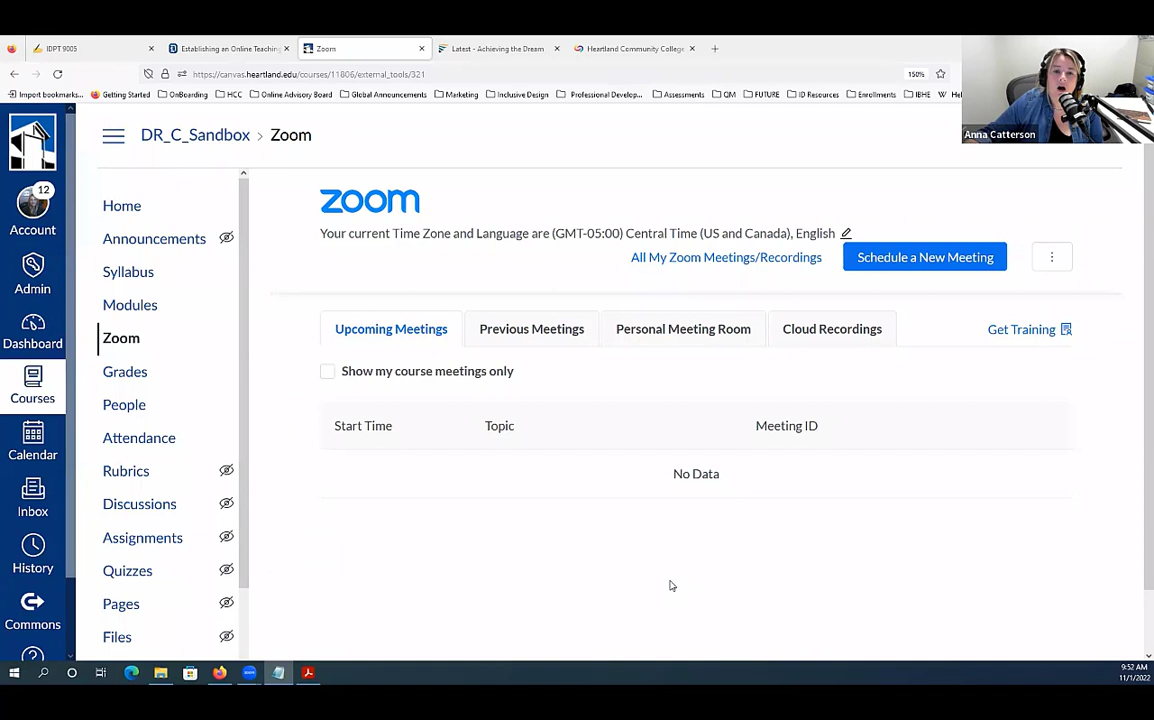 IDPT 9005
Establishing an Online Teaching
Zoom
Latest - Achieving the Dream
Heartland Community College
https://canvas.heartland.edu/courses/11806/external_tools/321
150%
Import bookmarks...
Getting Started
OnBoarding
HCC
Online Advisory Board
Global Announcements
Marketing
Inclusive Design
Professional Develop...
Assessments
QM
FUTURE
ID Resources
Enrollments
IBHE
Anna Catterson
DR_C_Sandbox > Zoom
12
Account
Admin
Dashboard
Courses
Calendar
Inbox
History
Commons
Home
Announcements
Syllabus
Modules
Zoom
Grades
People
Attendance
Rubrics
Discussions
Assignments
Quizzes
Pages
Files
zoom
Your current Time Zone and Language are (GMT-05:00) Central Time (US and Canada), English
All My Zoom Meetings/Recordings
Schedule a New Meeting
Upcoming Meetings
Previous Meetings
Personal Meeting Room
Cloud Recordings
Get Training
Show my course meetings only
Start Time
Topic
Meeting ID
No Data
9:52 AM
11/1/2022